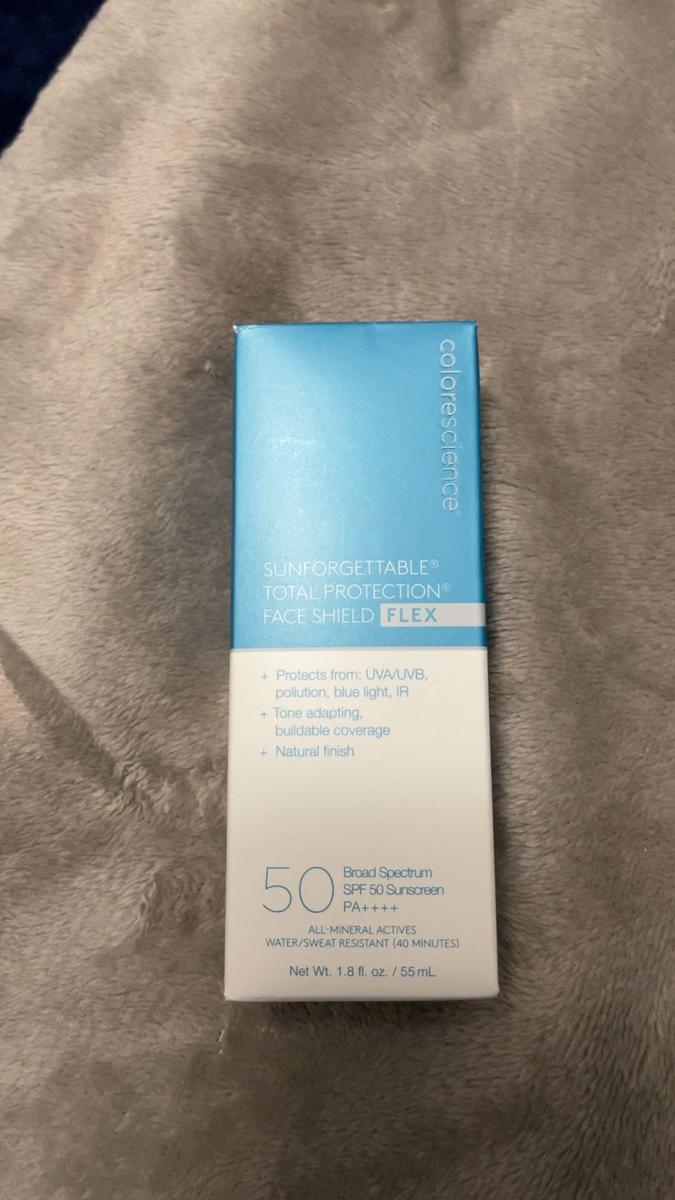 colorescience®
SUNFORGETTABLE®
TOTAL PROTECTION®
FACE SHIELD FLEX
+ Protects from: UVA/UVB,
pollution, blue light, IR
+ Tone adapting,
buildable coverage
+ Natural finish
50
Broad Spectrum
SPF 50 Sunscreen
PA++++
ALL-MINERAL ACTIVES
WATER/SWEAT RESISTANT (40 MINUTES)
Net Wt. 1.8 fl. oz. / 55 mL